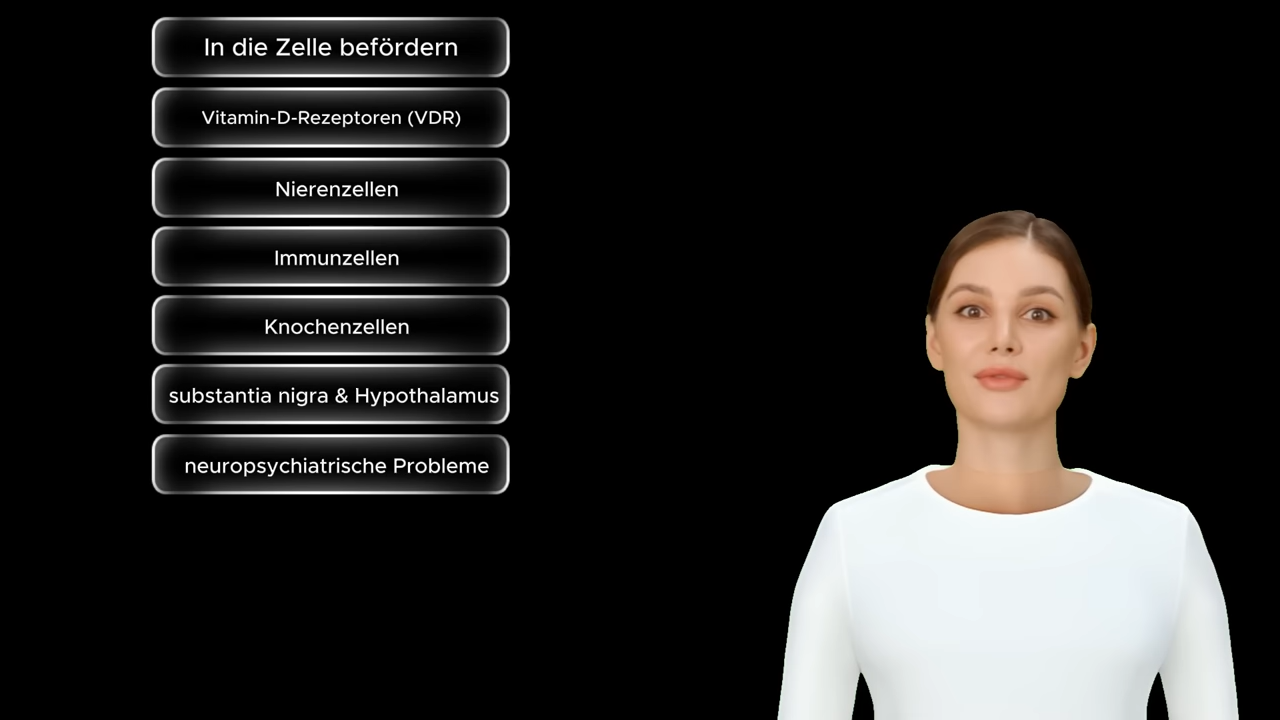 In die Zelle befördern
Vitamin-D-Rezeptoren (VDR)
Nierenzellen
Immunzellen
Knochenzellen
substantia nigra & Hypothalamus
neuropsychiatrische Probleme